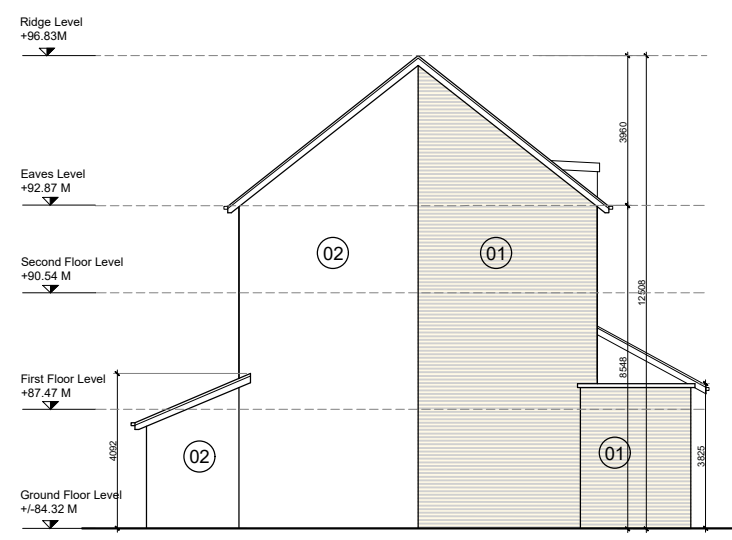 Ridge Level
+96.83M
3960
Eaves Level
+92.87 M
02
01
Second Floor Level
+90.54 M
12508
8548
First Floor Level
+87.47 M
4092
02
01
3825
Ground Floor Level
+/-84.32 M